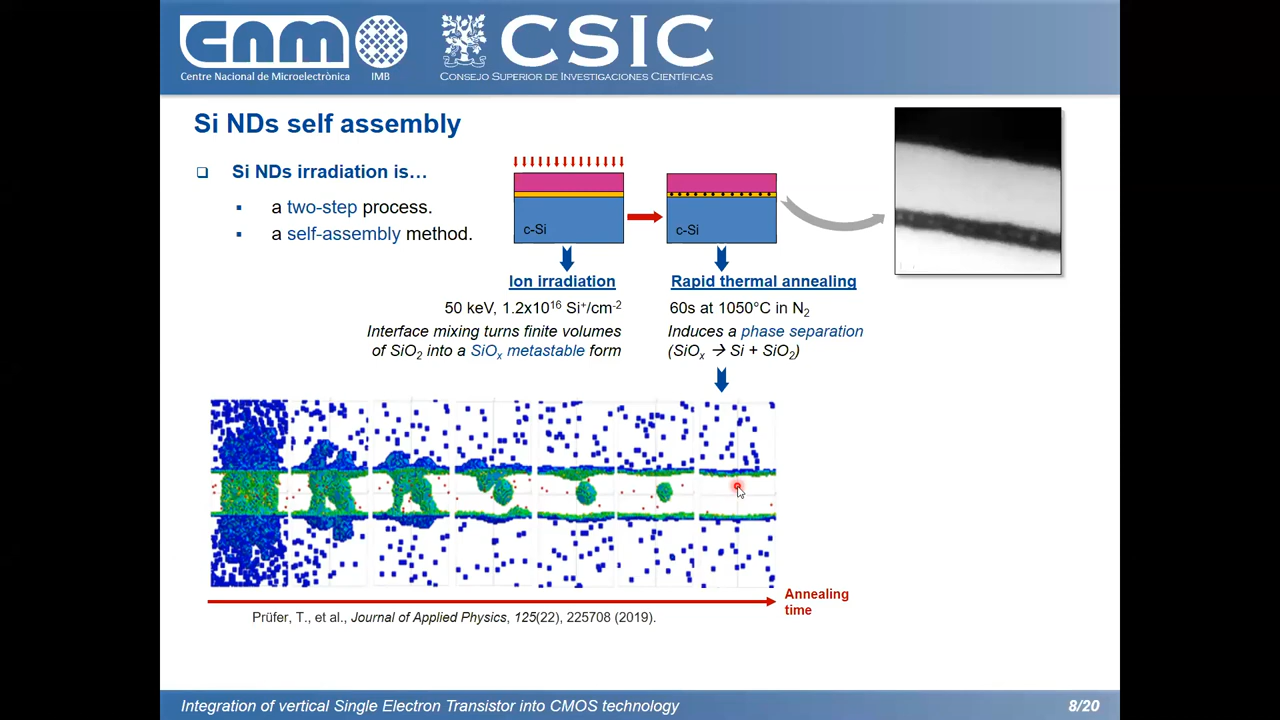 cnm
CSIC
Centre Nacional de Microelectrònica IMB
CONSEJO SUPERIOR DE INVESTIGACIONES CIENTÍFICAS
Si NDs self assembly
❑ Si NDs irradiation is…
▪ a two-step process.
▪ a self-assembly method.
c-Si
c-Si
Ion irradiation
50 keV, 1.2x10¹⁶ Si⁺/cm⁻²
Interface mixing turns finite volumes
of SiO₂ into a SiOₓ metastable form
Rapid thermal annealing
60s at 1050°C in N₂
Induces a phase separation
(SiOₓ → Si + SiO₂)
Annealing
time
Prüfer, T., et al., Journal of Applied Physics, 125(22), 225708 (2019).
Integration of vertical Single Electron Transistor into CMOS technology
8/20